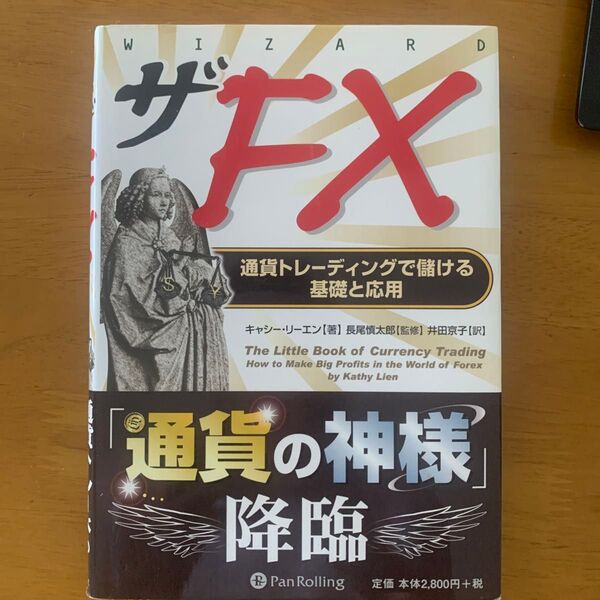 WIZARD
ザFX
通貨トレーディングで儲ける
基礎と応用
キャシー・リーエン【著】 長尾慎太郎【監修】 井田京子【訳】
The Little Book of Currency Trading
How to Make Big Profits in the World of Forex
by Kathy Lien
$ ¥
「通貨の神様」
…
降臨
PanRolling
定価 本体2,800円+税